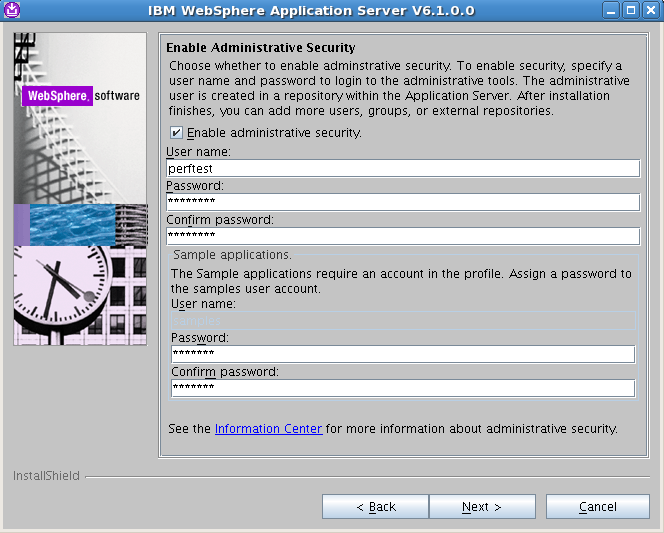 IBM WebSphere Application Server V6.1.0.0
WebSphere. software
Enable Administrative Security
Choose whether to enable adminstrative security. To enable security, specify a
user name and password to login to the administrative tools. The administrative
user is created in a repository within the Application Server. After installation
finishes, you can add more users, groups, or external repositories.
Enable administrative security.
User name:
perftest
Password:
********
Confirm password:
********
Sample applications.
The Sample applications require an account in the profile. Assign a password to
the samples user account.
User name:
Password:
*******
Confirm password:
*******
See the Information Center for more information about administrative security.
InstallShield
< Back
Next >
Cancel